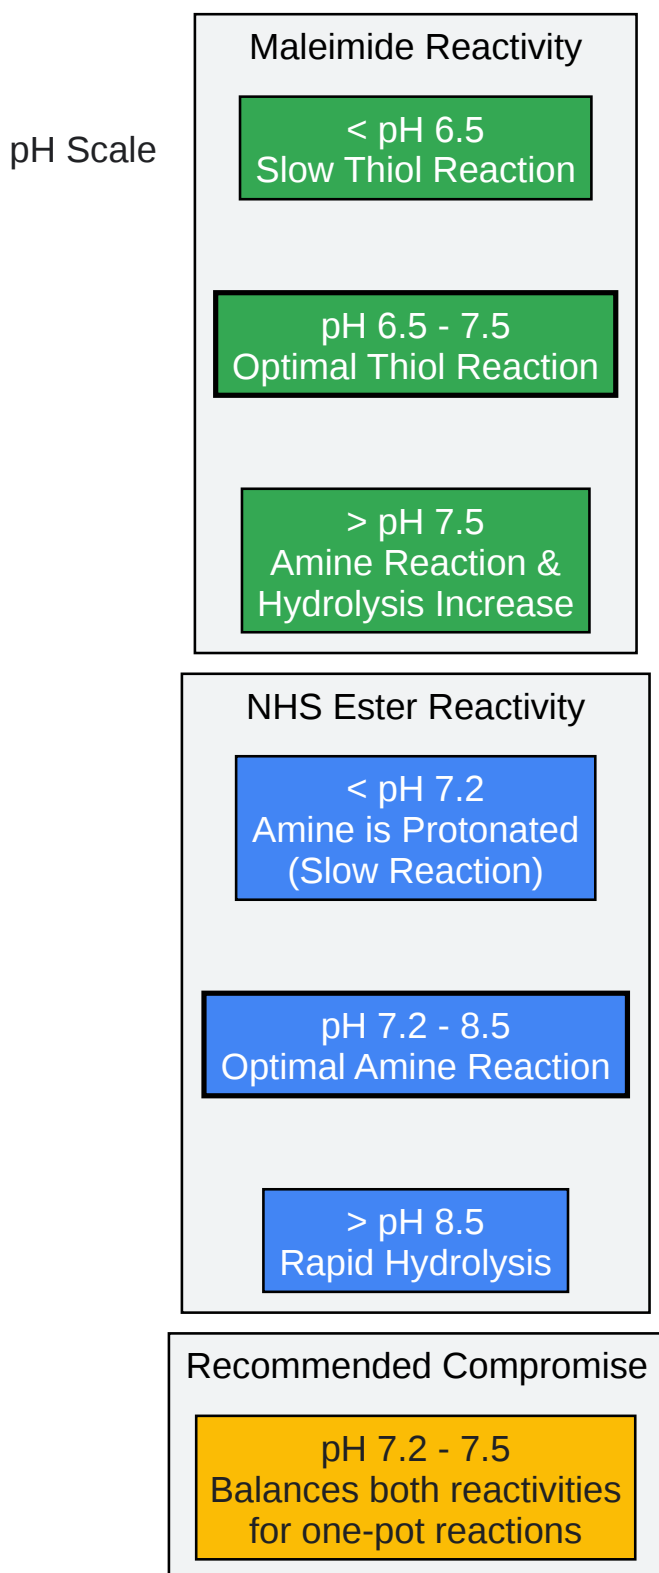 Maleimide Reactivity
pH Scale
< pH 6.5
Slow Thiol Reaction
pH 6.5 - 7.5
Optimal Thiol Reaction
> pH 7.5
Amine Reaction &
Hydrolysis Increase
NHS Ester Reactivity
< pH 7.2
Amine is Protonated
(Slow Reaction)
pH 7.2 - 8.5
Optimal Amine Reaction
> pH 8.5
Rapid Hydrolysis
Recommended Compromise
pH 7.2 - 7.5
Balances both reactivities
for one-pot reactions